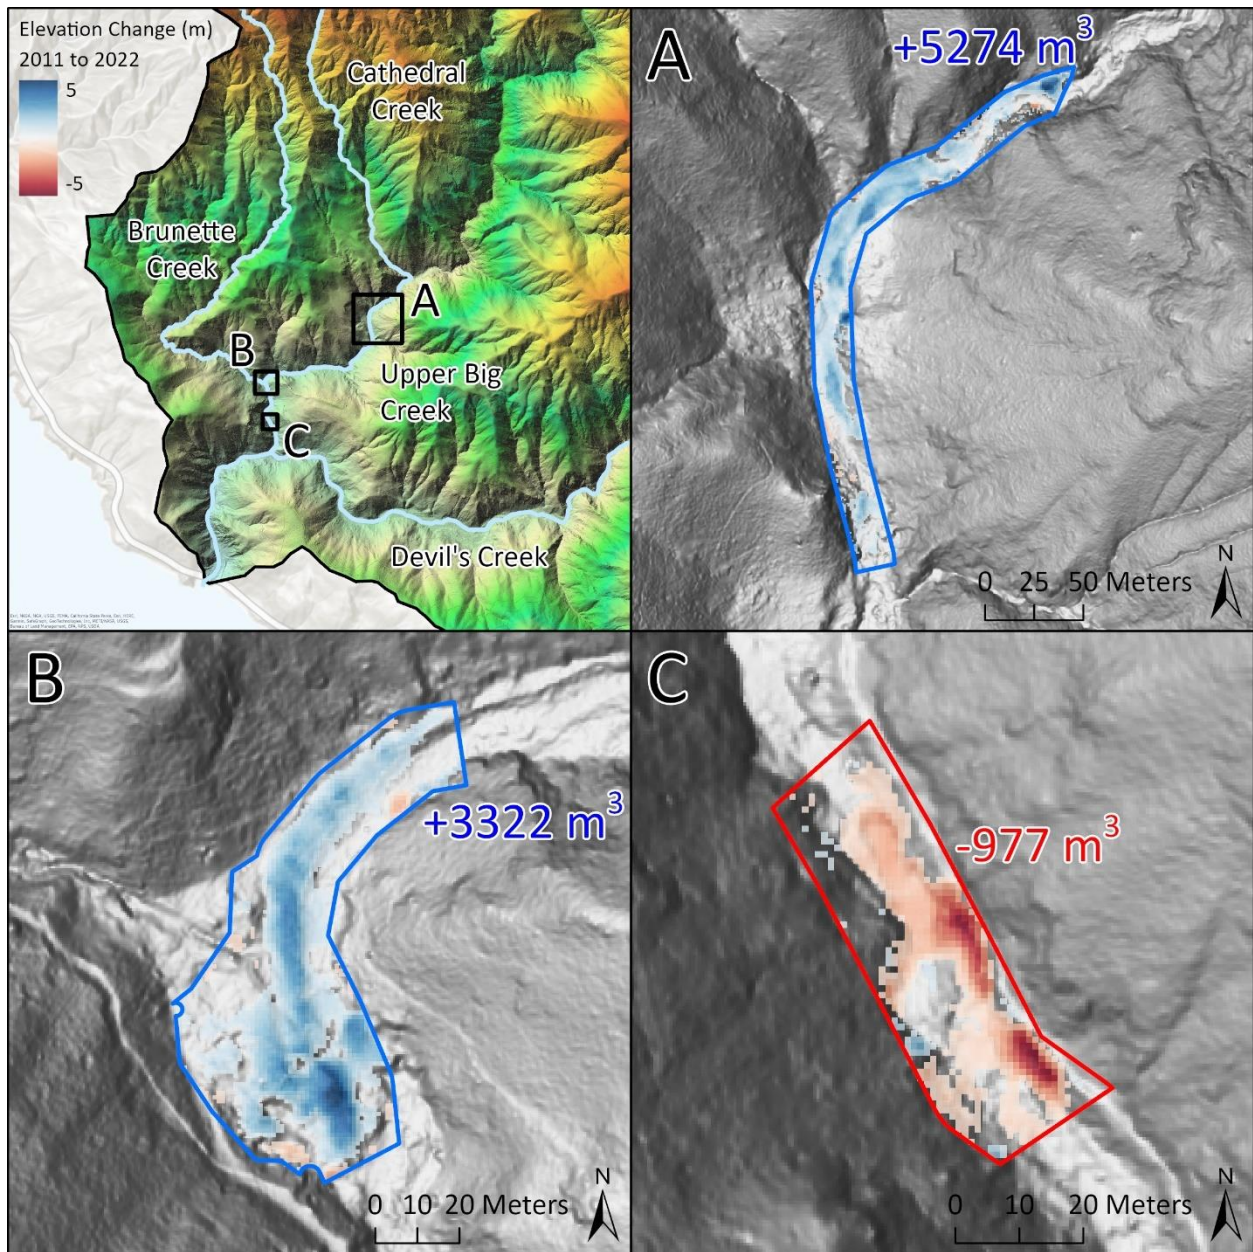 Elevation Change (m)
2011 to 2022
5
-5
Cathedral
Creek
Brunette
Creek
A
B
Upper Big
Creek
C
Devil's Creek
A
+5274 m³
N
0 25 50 Meters
B
+3322 m³
N
0 10 20 Meters
C
-977 m³
N
0 10 20 Meters